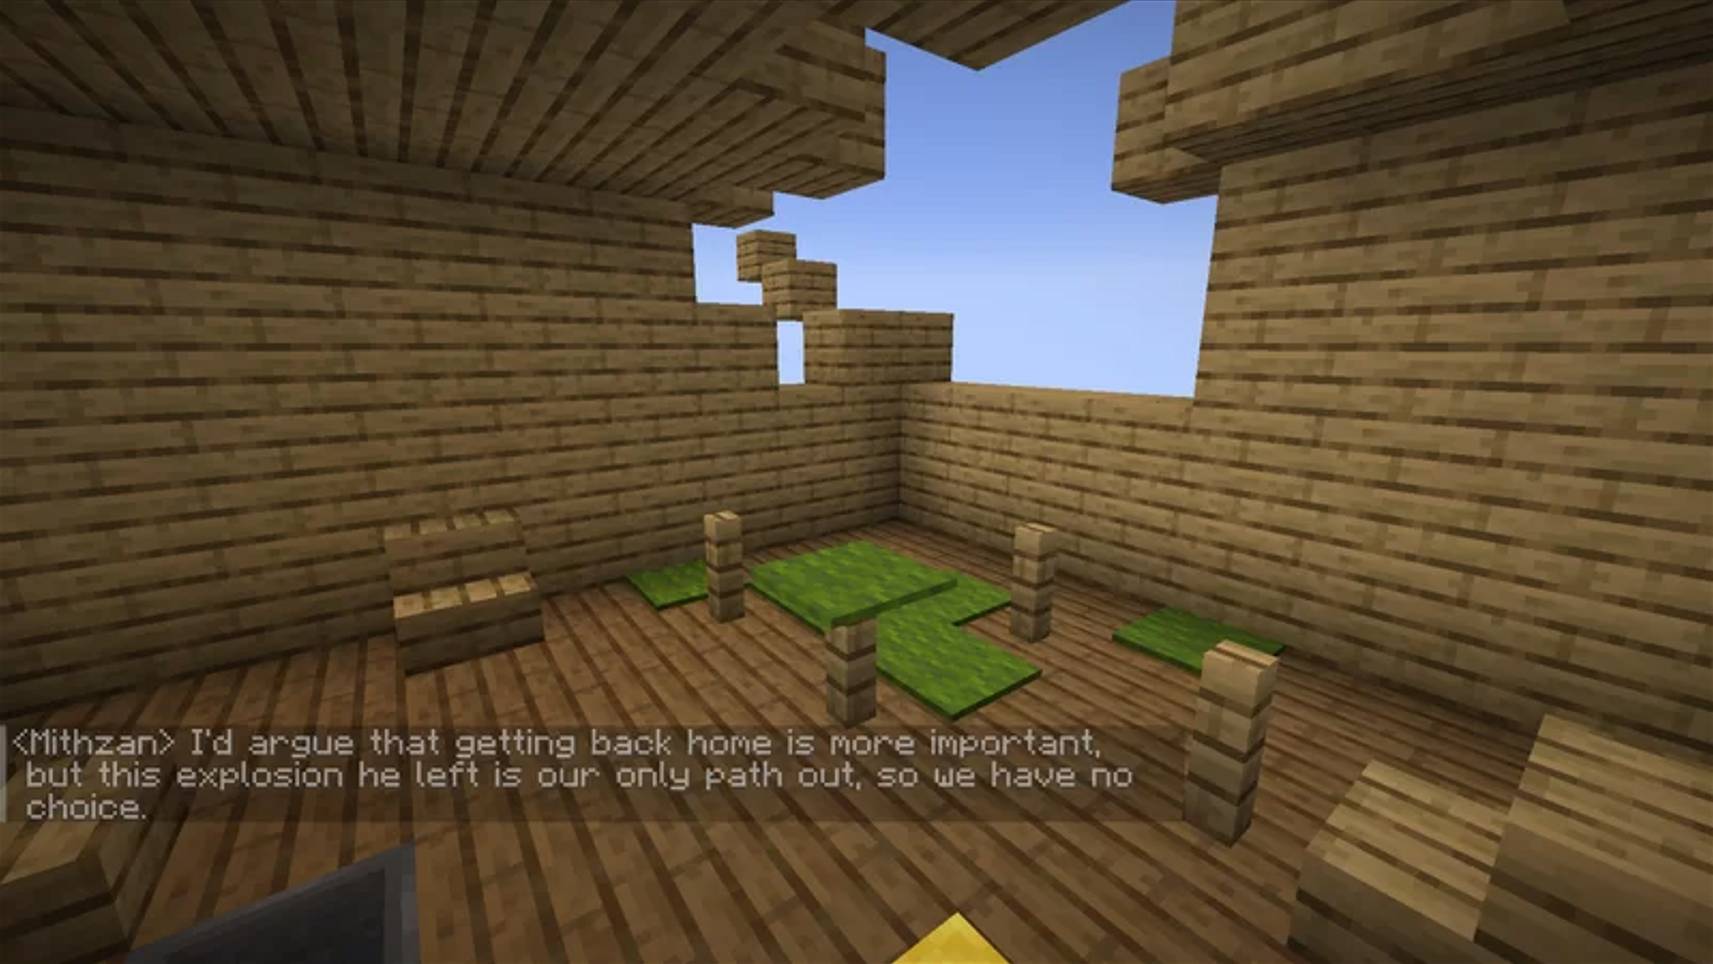 <Mithzan> I'd argue that getting back home is more important,
but this explosion he left is our only path out, so we have no
choice.